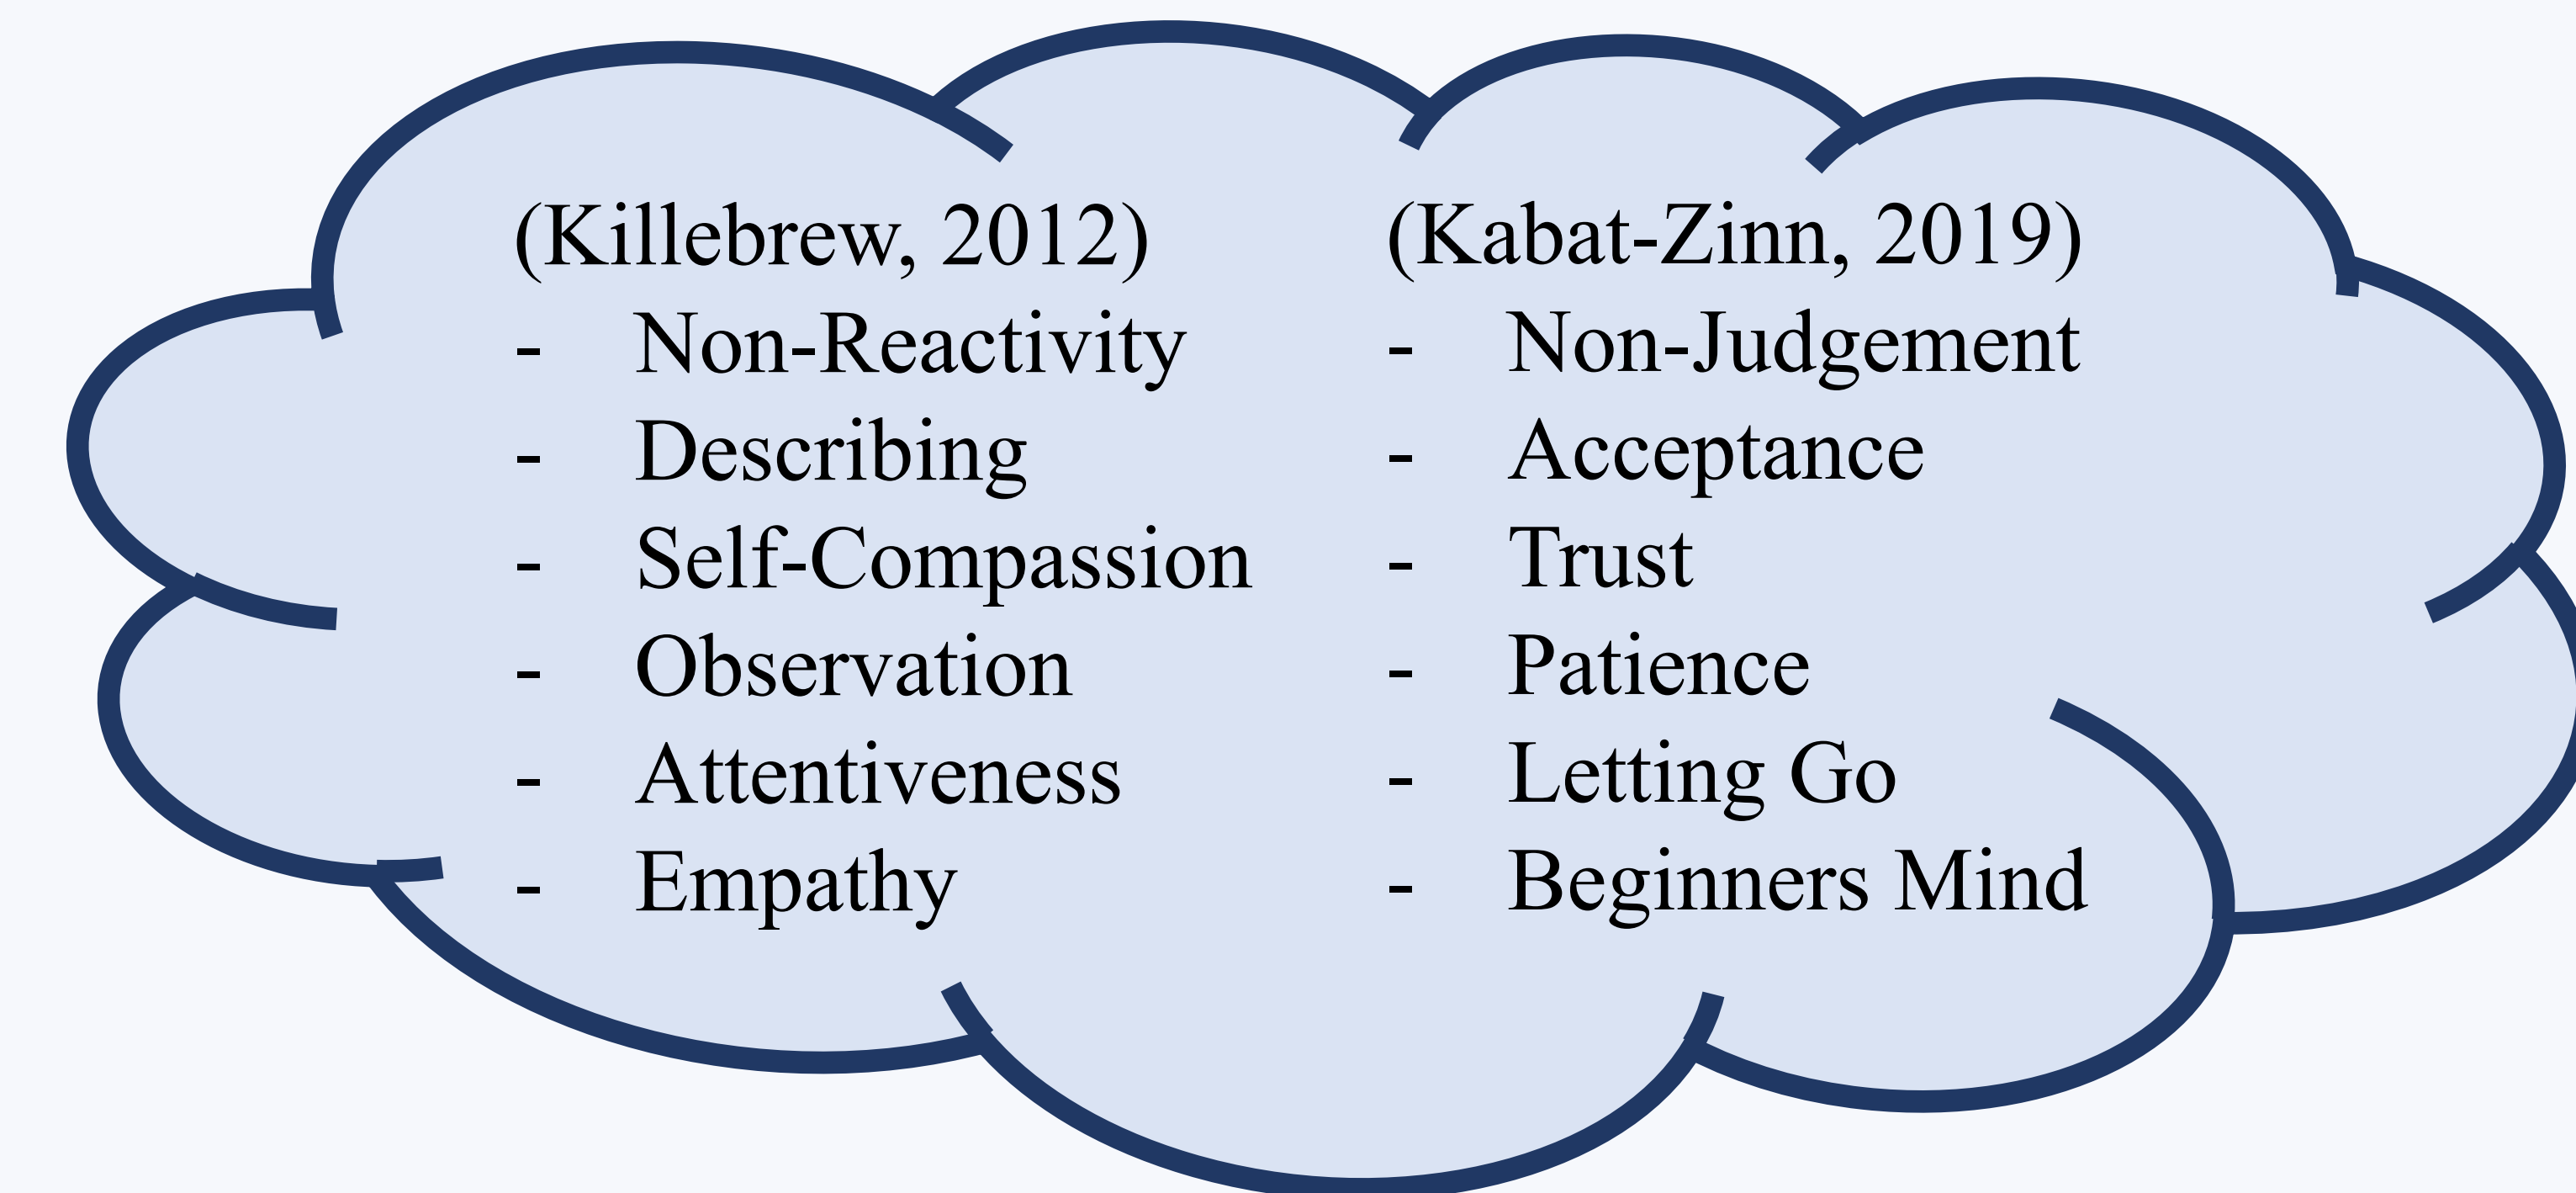 (Killebrew, 2012)
- Non-Reactivity
- Describing
- Self-Compassion
- Observation
- Attentiveness
- Empathy
(Kabat-Zinn, 2019)
- Non-Judgement
- Acceptance
- Trust
- Patience
- Letting Go
- Beginners Mind